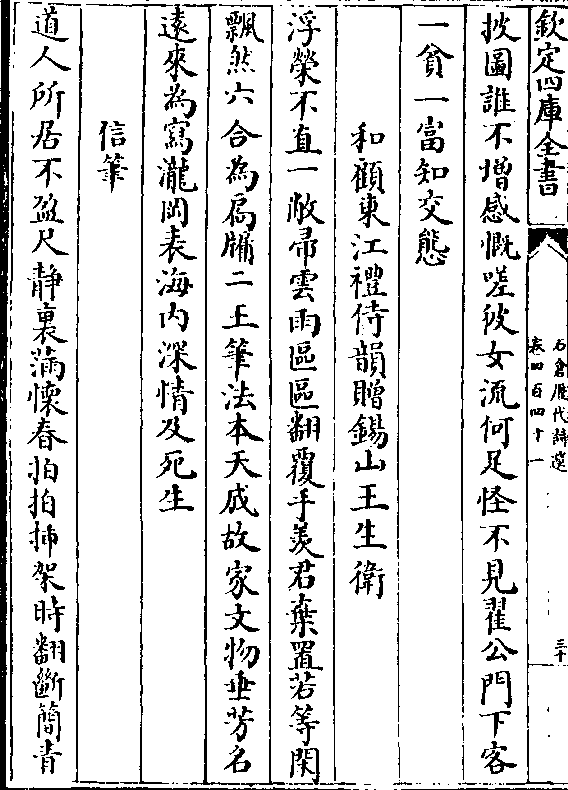 欽定四庫全書
石倉歷代詩選
卷四百四十一
三十
披圖誰不增感慨嗟彼女流何足怪不見翟公門下客
一貧一富知交態
和顧東江禮侍韻贈錫山王生衛
浮榮不直一敝帚雲雨區區翻覆手羨君棄置若等閑
飄然六合為扄牖二王筆法本天成故家文物垂芳名
遠來為寫瀧岡表海內深情及死生
信筆
道人所居不盈尺靜裏滿懷春拍拍揷架時翻斷簡青